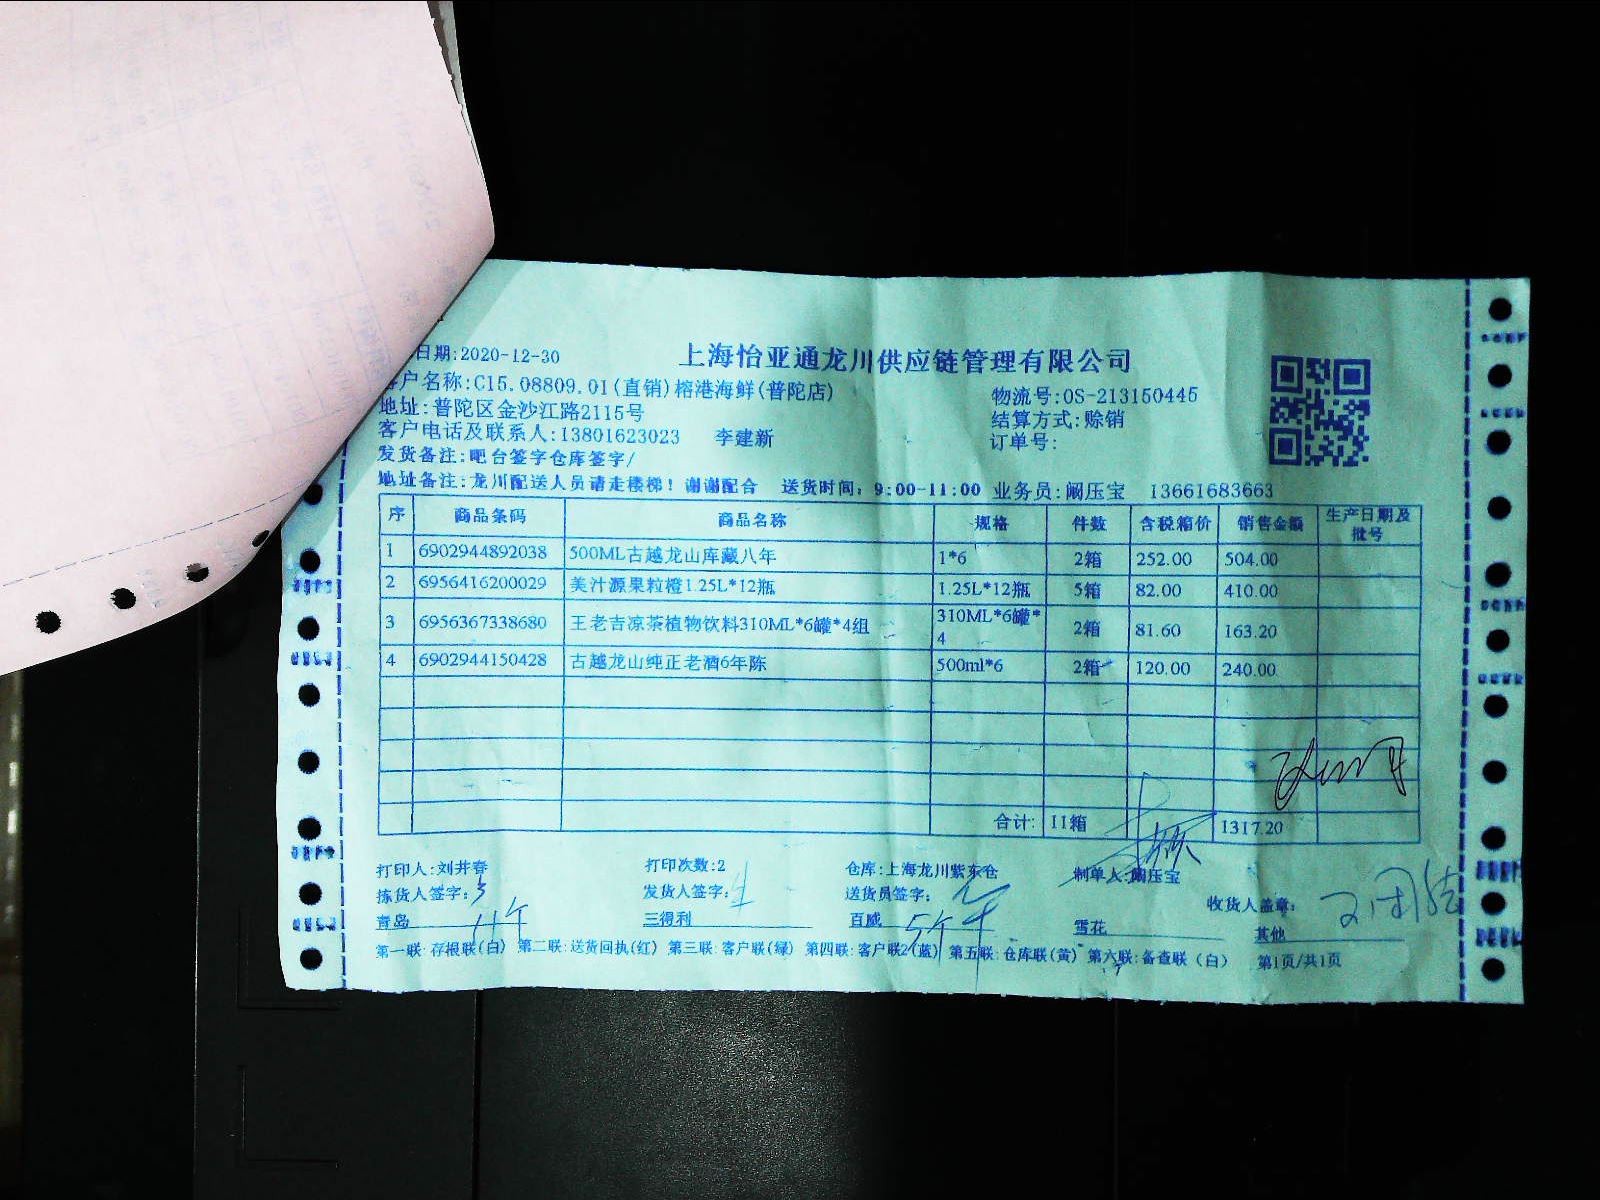 上海怡亚通龙川供应链管理有限公司
日期:2020-12-30
客户名称:C15.08809.01(直销)榕港海鲜(普陀店)
物流号:OS-213150445
地址:普陀区金沙江路2115号
结算方式:赊销
客户电话及联系人:13801623023 李建新
订单号:
发货备注:吧台签字仓库签字/
地址备注:龙川配送人员请走楼梯!谢谢配合 送货时间:9:00-11:00 业务员:阚压宝 13661683663
序 商品条码 商品名称 规格 件数 含税箱价 销售金额 生产日期及批号
1 6902944892038 500ML古越龙山库藏八年 1*6 2箱 252.00 504.00
2 6956416200029 美汁源果粒橙1.25L*12瓶 1.25L*12瓶 5箱 82.00 410.00
3 6956367338680 王老吉凉茶植物饮料310ML*6罐*4组 310ML*6罐*4 2箱 81.60 163.20
4 6902944150428 古越龙山纯正老酒6年陈 500ml*6 2箱 120.00 240.00
合计: 11箱 1317.20
打印人:刘井春 打印次数:2 仓库:上海龙川紫东仓 制单人:阚压宝
拣货人签字: 发货人签字: 送货员签字: 收货人盖章:
青岛 三得利 百威 雪花 其他
第一联:存根联(白) 第二联:送货回执(红) 第三联:客户联(绿) 第四联:客户联2(蓝) 第五联:仓库联(黄) 第六联:备查联(白) 第1页/共1页